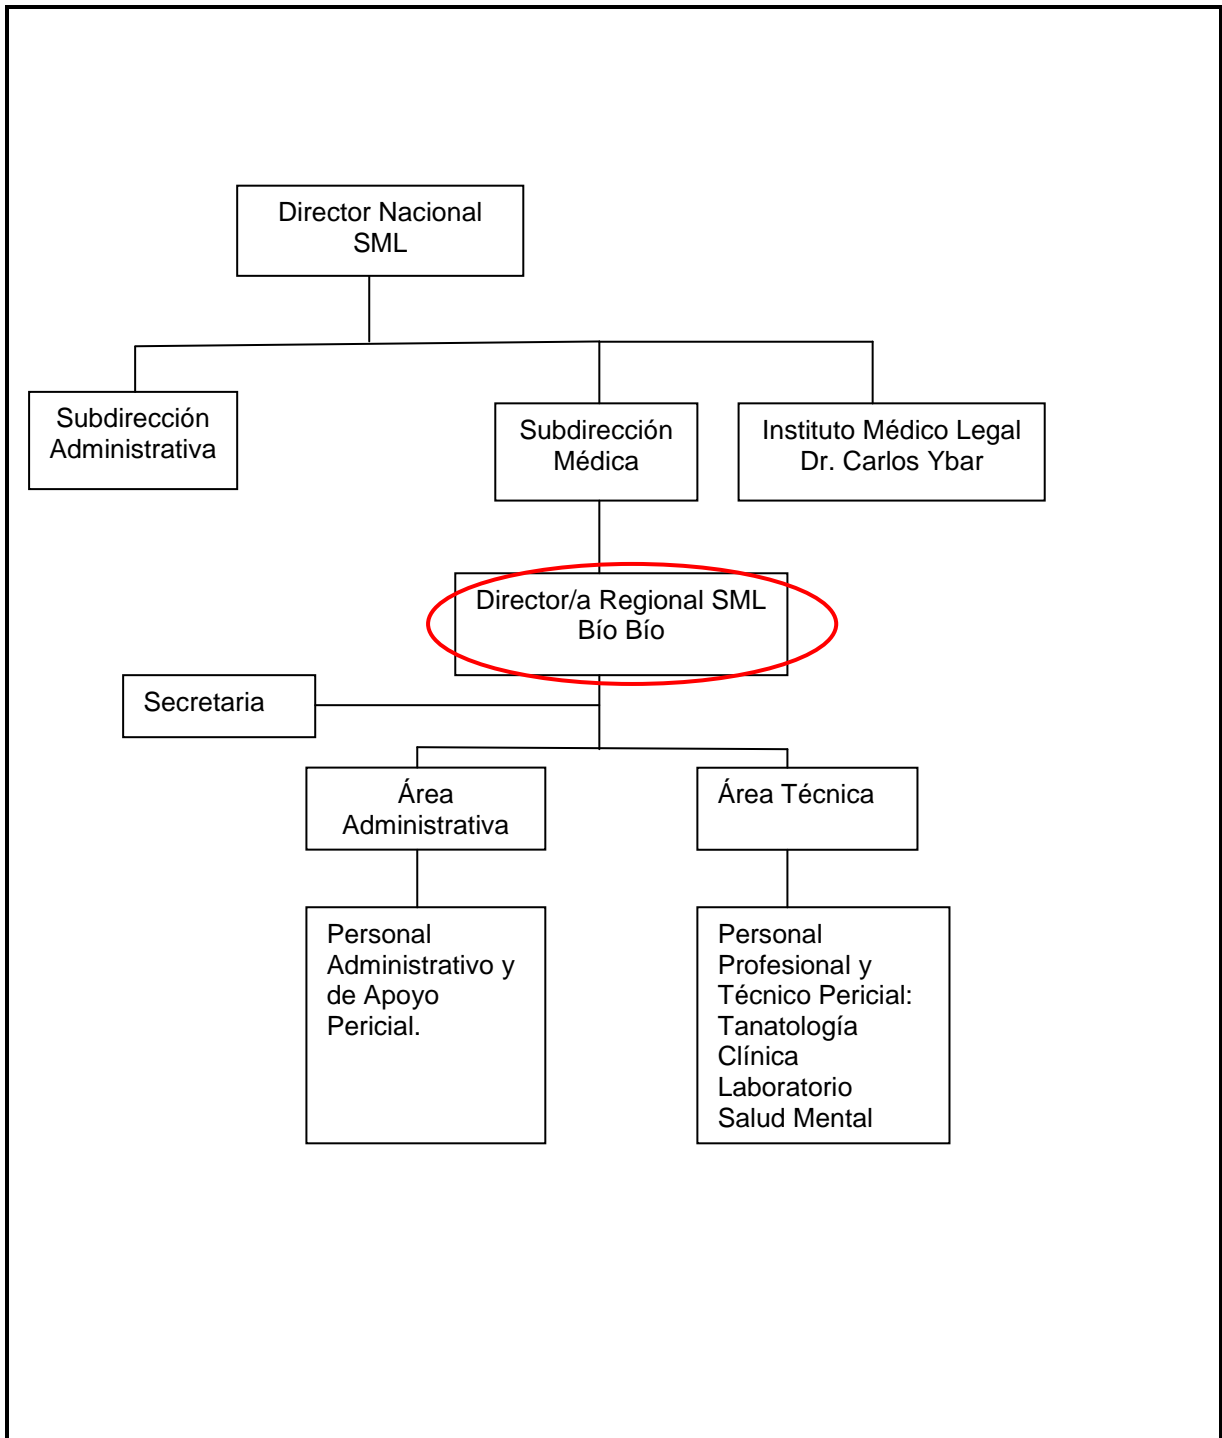 Director Nacional
SML
Subdirección
Administrativa
Subdirección
Médica
Instituto Médico Legal
Dr. Carlos Ybar
Director/a Regional SML
Bío Bío
Secretaria
Área
Administrativa
Área Técnica
Personal
Administrativo y
de Apoyo
Pericial.
Personal
Profesional y
Técnico Pericial:
Tanatología
Clínica
Laboratorio
Salud Mental